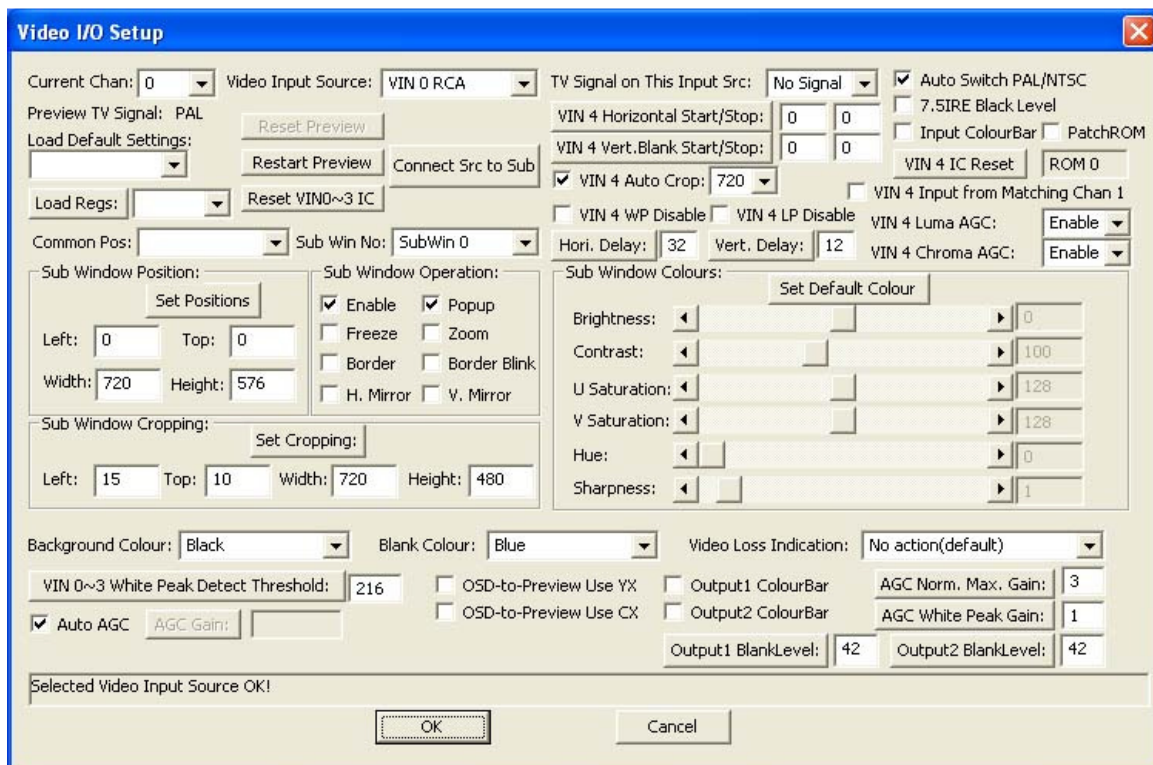 Video I/O Setup
Current Chan: 0 Video Input Source: VIN 0 RCA TV Signal on This Input Src: No Signal Auto Switch PAL/NTSC
Preview TV Signal: PAL Reset Preview VIN 4 Horizontal Start/Stop: 0 0 7.5IRE Black Level
Load Default Settings: Input ColourBar PatchROM
Restart Preview Connect Src to Sub VIN 4 Vert.Blank Start/Stop: 0 0 VIN 4 IC Reset ROM 0
VIN 4 Auto Crop: 720 VIN 4 Input from Matching Chan 1
Load Regs: Reset VIN0~3 IC
VIN 4 WP Disable VIN 4 LP Disable VIN 4 Luma AGC: Enable
Common Pos: Sub Win No: SubWin 0 Hori. Delay: 32 Vert. Delay: 12 VIN 4 Chroma AGC: Enable
Sub Window Position:
Set Positions
Left: 0 Top: 0
Width: 720 Height: 576
Sub Window Operation:
Enable Popup
Freeze Zoom
Border Border Blink
H. Mirror V. Mirror
Sub Window Colours:
Set Default Colour
Brightness: 0
Contrast: 100
U Saturation: 128
V Saturation: 128
Hue: 0
Sharpness: 1
Sub Window Cropping:
Set Cropping:
Left: 15 Top: 10 Width: 720 Height: 480
Background Colour: Black Blank Colour: Blue Video Loss Indication: No action(default)
VIN 0~3 White Peak Detect Threshold: 216 OSD-to-Preview Use YX Output1 ColourBar AGC Norm. Max. Gain: 3
Auto AGC AGC Gain: OSD-to-Preview Use CX Output2 ColourBar AGC White Peak Gain: 1
Output1 BlankLevel: 42 Output2 BlankLevel: 42
Selected Video Input Source OK!
OK Cancel